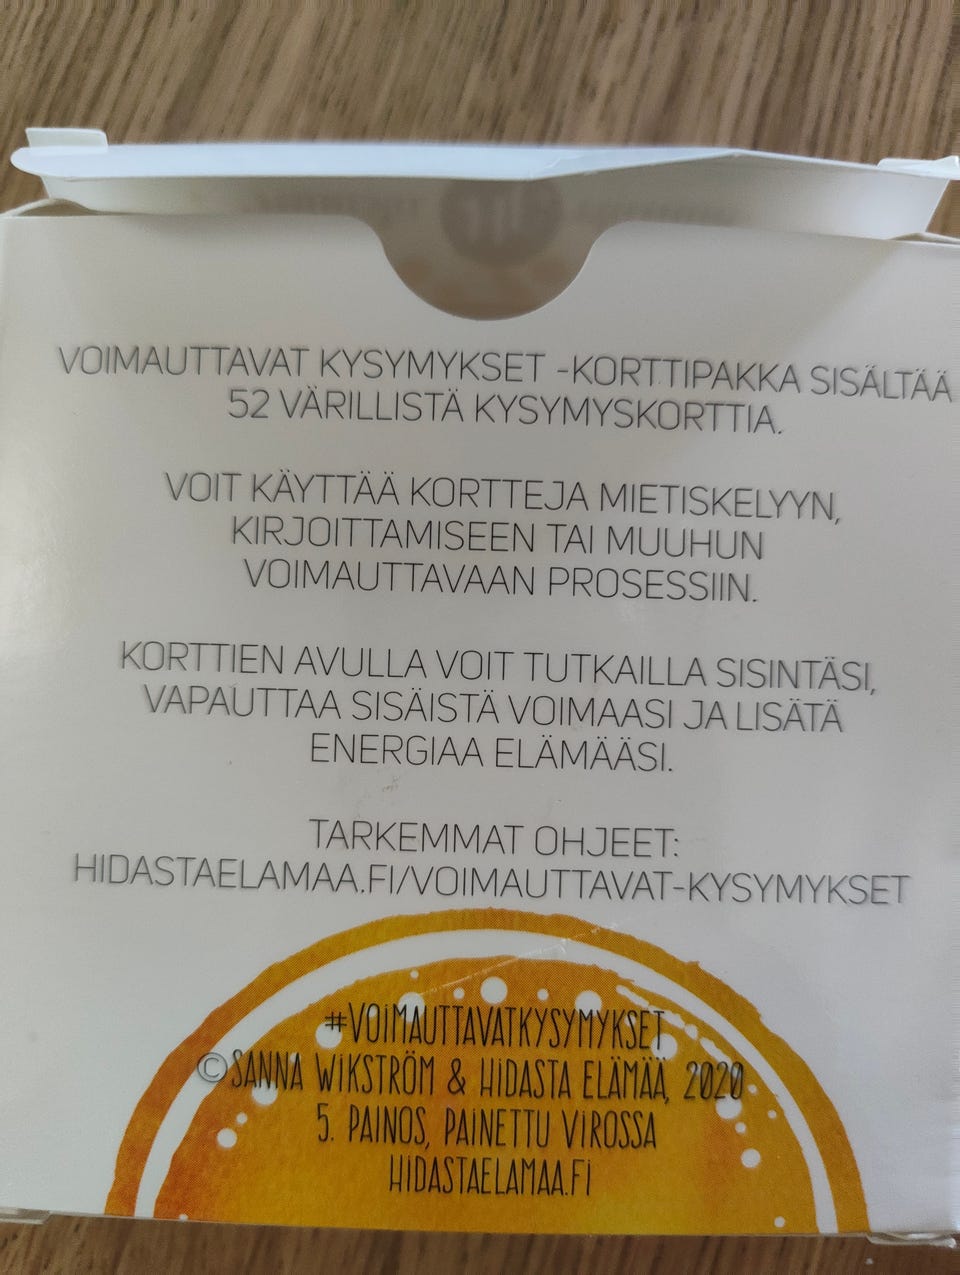 VOIMAUTTAVAT KYSYMYKSET -KORTTIPAKKA SISÄLTÄÄ
52 VÄRILLISTÄ KYSYMYSKORTTIA.
VOIT KÄYTTÄÄ KORTTEJA MIETISKELYYN,
KIRJOITTAMISEEN TAI MUUHUN
VOIMAUTTAVAAN PROSESSIIN.
KORTTIEN AVULLA VOIT TUTKAILLA SISINTÄSI,
VAPAUTTAA SISÄISTÄ VOIMAASI JA LISÄTÄ
ENERGIAA ELÄMÄÄSI.
TARKEMMAT OHJEET:
HIDASTAELAMAA.FI/VOIMAUTTAVAT-KYSYMYKSET
#VOIMAUTTAVATKYSYMYKSET
©SANNA WIKSTRÖM & HIDASTA ELÄMÄÄ, 2020
5. PAINOS, PAINETTU VIROSSA
HIDASTAELAMAA.FI